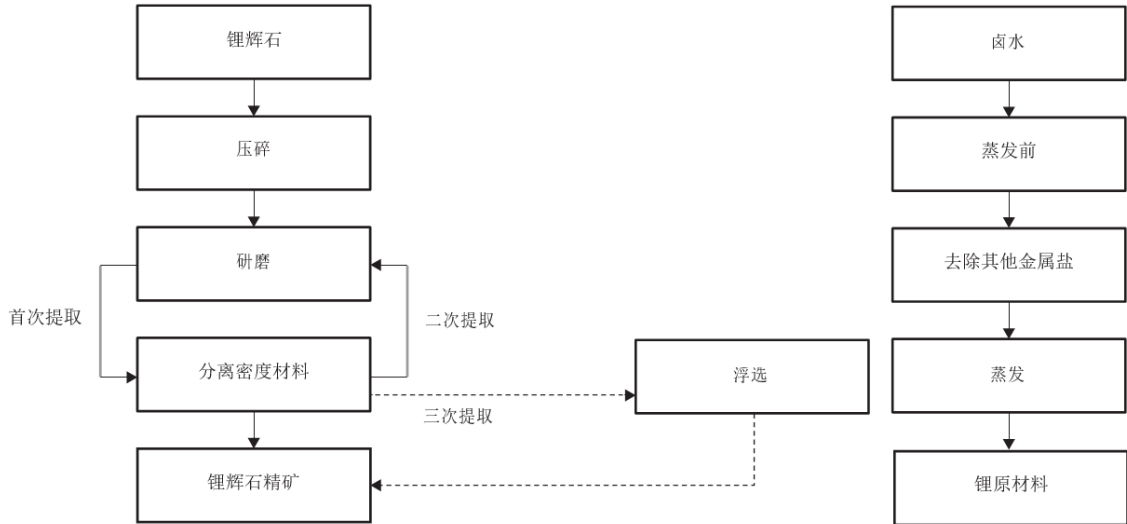 锂辉石
压碎
研磨
首次提取
二次提取
分离密度材料
三次提取
浮选
锂辉石精矿
卤水
蒸发前
去除其他金属盐
蒸发
锂原材料